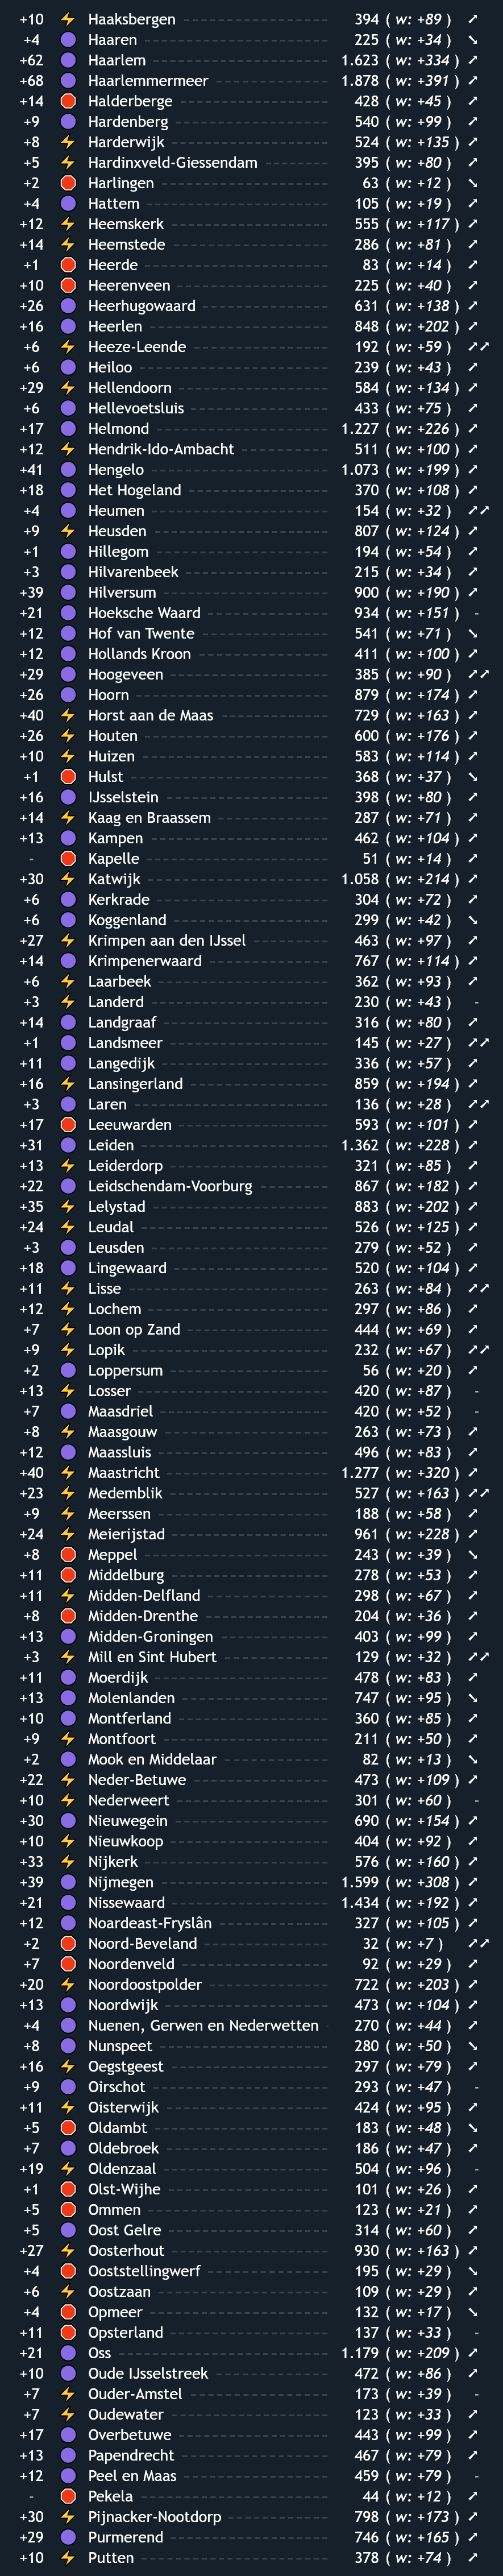 +10 Haaksbergen 394 ( w: +89 )
+4 Haaren 225 ( w: +34 )
+62 Haarlem 1.623 ( w: +334 )
+68 Haarlemmermeer 1.878 ( w: +391 )
+14 Halderberge 428 ( w: +45 )
+9 Hardenberg 540 ( w: +99 )
+8 Harderwijk 524 ( w: +135 )
+5 Hardinxveld-Giessendam 395 ( w: +80 )
+2 Harlingen 63 ( w: +12 )
+4 Hattem 105 ( w: +19 )
+12 Heemskerk 555 ( w: +117 )
+14 Heemstede 286 ( w: +81 )
+1 Heerde 83 ( w: +14 )
+10 Heerenveen 225 ( w: +40 )
+26 Heerhugowaard 631 ( w: +138 )
+16 Heerlen 848 ( w: +202 )
+6 Heeze-Leende 192 ( w: +59 )
+6 Heiloo 239 ( w: +43 )
+29 Hellendoorn 584 ( w: +134 )
+6 Hellevoetsluis 433 ( w: +75 )
+17 Helmond 1.227 ( w: +226 )
+12 Hendrik-Ido-Ambacht 511 ( w: +100 )
+41 Hengelo 1.073 ( w: +199 )
+18 Het Hogeland 370 ( w: +108 )
+4 Heumen 154 ( w: +32 )
+9 Heusden 807 ( w: +124 )
+1 Hillegom 194 ( w: +54 )
+3 Hilvarenbeek 215 ( w: +34 )
+39 Hilversum 900 ( w: +190 )
+21 Hoeksche Waard 934 ( w: +151 ) -
+12 Hof van Twente 541 ( w: +71 )
+12 Hollands Kroon 411 ( w: +100 )
+29 Hoogeveen 385 ( w: +90 )
+26 Hoorn 879 ( w: +174 )
+40 Horst aan de Maas 729 ( w: +163 )
+26 Houten 600 ( w: +176 )
+10 Huizen 583 ( w: +114 )
+1 Hulst 368 ( w: +37 )
+16 IJsselstein 398 ( w: +80 )
+14 Kaag en Braassem 287 ( w: +71 )
+13 Kampen 462 ( w: +104 )
- Kapelle 51 ( w: +14 )
+30 Katwijk 1.058 ( w: +214 )
+6 Kerkrade 304 ( w: +72 )
+6 Koggenland 299 ( w: +42 )
+27 Krimpen aan den IJssel 463 ( w: +97 )
+14 Krimpenerwaard 767 ( w: +114 )
+6 Laarbeek 362 ( w: +93 )
+3 Landerd 230 ( w: +43 ) -
+14 Landgraaf 316 ( w: +80 )
+1 Landsmeer 145 ( w: +27 )
+11 Langedijk 336 ( w: +57 )
+16 Lansingerland 859 ( w: +194 )
+3 Laren 136 ( w: +28 )
+17 Leeuwarden 593 ( w: +101 )
+31 Leiden 1.362 ( w: +228 )
+13 Leiderdorp 321 ( w: +85 )
+22 Leidschendam-Voorburg 867 ( w: +182 )
+35 Lelystad 883 ( w: +202 )
+24 Leudal 526 ( w: +125 )
+3 Leusden 279 ( w: +52 )
+18 Lingewaard 520 ( w: +104 )
+11 Lisse 263 ( w: +84 )
+12 Lochem 297 ( w: +86 )
+7 Loon op Zand 444 ( w: +69 )
+9 Lopik 232 ( w: +67 )
+2 Loppersum 56 ( w: +20 )
+13 Losser 420 ( w: +87 ) -
+7 Maasdriel 420 ( w: +52 ) -
+8 Maasgouw 263 ( w: +73 )
+12 Maassluis 496 ( w: +83 )
+40 Maastricht 1.277 ( w: +320 )
+23 Medemblik 527 ( w: +163 )
+9 Meerssen 188 ( w: +58 )
+24 Meierijstad 961 ( w: +228 )
+8 Meppel 243 ( w: +39 )
+11 Middelburg 278 ( w: +53 )
+11 Midden-Delfland 298 ( w: +67 )
+8 Midden-Drenthe 204 ( w: +36 )
+13 Midden-Groningen 403 ( w: +99 )
+3 Mill en Sint Hubert 129 ( w: +32 )
+11 Moerdijk 478 ( w: +83 )
+13 Molenlanden 747 ( w: +95 )
+10 Montferland 360 ( w: +85 )
+9 Montfoort 211 ( w: +50 )
+2 Mook en Middelaar 82 ( w: +13 )
+22 Neder-Betuwe 473 ( w: +109 )
+10 Nederweert 301 ( w: +60 ) -
+30 Nieuwegein 690 ( w: +154 )
+10 Nieuwkoop 404 ( w: +92 )
+33 Nijkerk 576 ( w: +160 )
+39 Nijmegen 1.599 ( w: +308 )
+21 Nissewaard 1.434 ( w: +192 )
+12 Noardeast-Fryslân 327 ( w: +105 )
+2 Noord-Beveland 32 ( w: +7 )
+7 Noordenveld 92 ( w: +29 )
+20 Noordoostpolder 722 ( w: +203 )
+13 Noordwijk 473 ( w: +104 )
+4 Nuenen, Gerwen en Nederwetten 270 ( w: +44 )
+8 Nunspeet 280 ( w: +50 )
+16 Oegstgeest 297 ( w: +79 )
+9 Oirschot 293 ( w: +47 ) -
+11 Oisterwijk 424 ( w: +95 )
+5 Oldambt 183 ( w: +48 )
+7 Oldebroek 186 ( w: +47 )
+19 Oldenzaal 504 ( w: +96 ) -
+1 Olst-Wijhe 101 ( w: +26 )
+5 Ommen 123 ( w: +21 )
+5 Oost Gelre 314 ( w: +60 )
+27 Oosterhout 930 ( w: +163 )
+4 Ooststellingwerf 195 ( w: +29 )
+6 Oostzaan 109 ( w: +29 )
+4 Opmeer 132 ( w: +17 )
+11 Opsterland 137 ( w: +33 ) -
+21 Oss 1.179 ( w: +209 )
+10 Oude IJsselstreek 472 ( w: +86 )
+7 Ouder-Amstel 173 ( w: +39 ) -
+7 Oudewater 123 ( w: +33 )
+17 Overbetuwe 443 ( w: +99 )
+13 Papendrecht 467 ( w: +79 )
+12 Peel en Maas 459 ( w: +79 ) -
- Pekela 44 ( w: +12 )
+30 Pijnacker-Nootdorp 798 ( w: +173 )
+29 Purmerend 746 ( w: +165 )
+10 Putten 378 ( w: +74 )